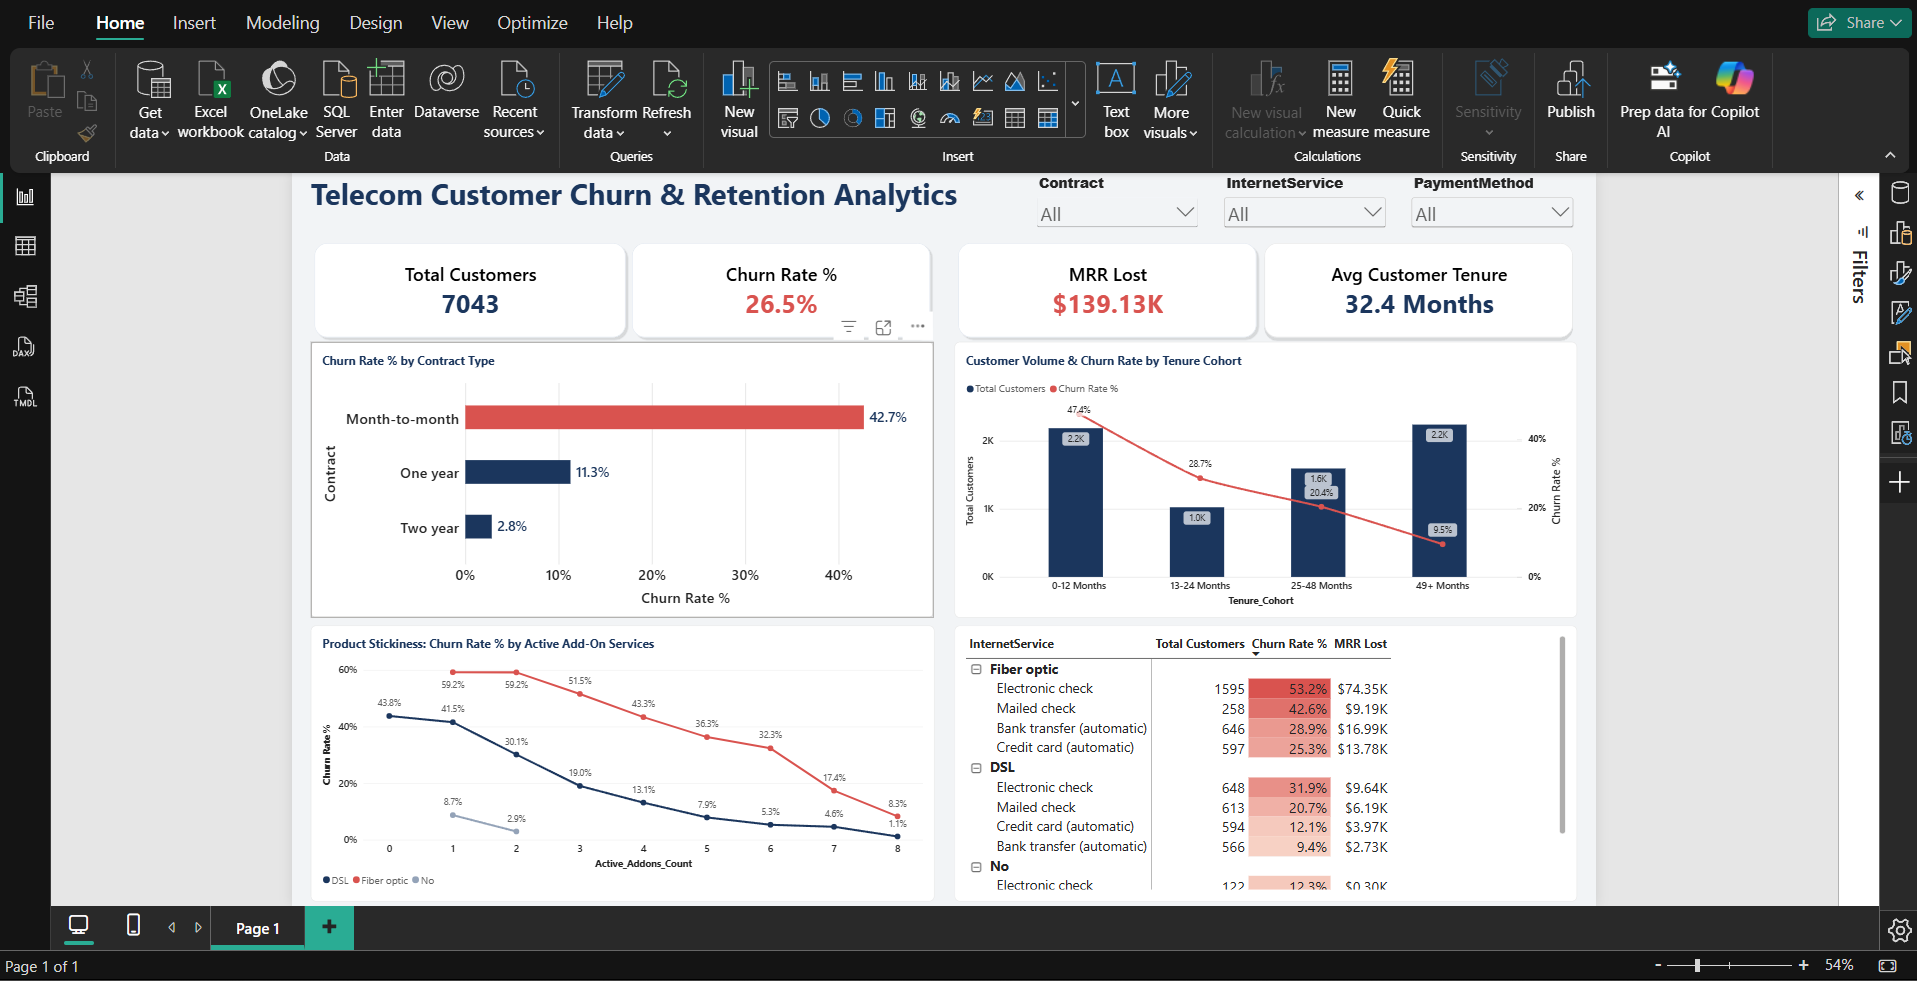 File Home Insert Modeling Design View Optimize Help
Share
Paste
Get data
Excel workbook
OneLake catalog
SQL Server
Enter data
Dataverse
Recent sources
Transform data
Refresh
New visual
Text box
More visuals
New visual calculation
New measure
Quick measure
Sensitivity
Publish
Prep data for AI
Copilot
Clipboard
Data
Queries
Insert
Calculations
Sensitivity
Share
Copilot
DAX
TMDL
Telecom Customer Churn & Retention Analytics
Contract
All
InternetService
All
PaymentMethod
All
Filters
Total Customers
7043
Churn Rate %
26.5%
MRR Lost
$139.13K
Avg Customer Tenure
32.4 Months
Churn Rate % by Contract Type
Contract
Month-to-month 42.7%
One year 11.3%
Two year 2.8%
0% 10% 20% 30% 40%
Churn Rate %
Customer Volume & Churn Rate by Tenure Cohort
Total Customers Churn Rate %
47.4%
2.2K
28.7%
1.0K
1.6K
20.4%
2.2K
9.5%
2K
1K
0K
40%
20%
0%
Total Customers
Churn Rate %
0-12 Months 13-24 Months 25-48 Months 49+ Months
Tenure_Cohort
Product Stickiness: Churn Rate % by Active Add-On Services
60%
40%
20%
0%
Churn Rate %
59.2% 59.2% 51.5% 43.3% 36.3% 32.3% 17.4% 8.3%
43.8% 41.5% 30.1% 19.0% 13.1% 7.9% 5.3% 4.6% 1.1%
8.7% 2.9%
0 1 2 3 4 5 6 7 8
Active_Addons_Count
DSL Fiber optic No
InternetService Total Customers Churn Rate % MRR Lost
Fiber optic
Electronic check 1595 53.2% $74.35K
Mailed check 258 42.6% $9.19K
Bank transfer (automatic) 646 28.9% $16.99K
Credit card (automatic) 597 25.3% $13.78K
DSL
Electronic check 648 31.9% $9.64K
Mailed check 613 20.7% $6.19K
Credit card (automatic) 594 12.1% $3.97K
Bank transfer (automatic) 566 9.4% $2.73K
No
Electronic check 122 12.3% $0.30K
Page 1
Page 1 of 1
54%